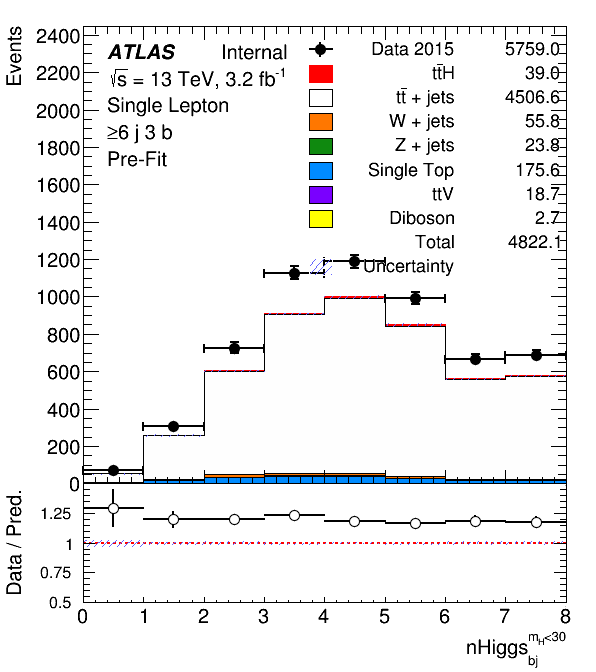 Events
2400
2200
2000
1800
1600
1400
1200
1000
800
600
400
200
0
ATLAS Internal
√s = 13 TeV, 3.2 fb⁻¹
Single Lepton
≥6 j 3 b
Pre-Fit
Data 2015 5759.0
tt̄H 39.0
tt̄ + jets 4506.6
W + jets 55.8
Z + jets 23.8
Single Top 175.6
ttV 18.7
Diboson 2.7
Total 4822.1
Uncertainty
Data / Pred.
1.25
1
0.75
0.5
0 1 2 3 4 5 6 7 8
nHiggs_bj^m_H<30